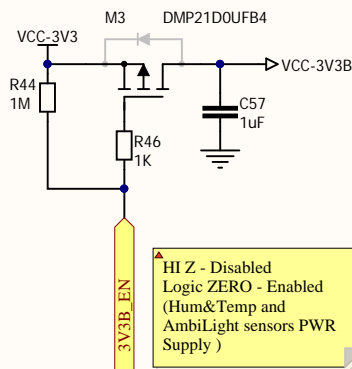 M3 DMP21D0UFB4
VCC-3V3
VCC-3V3B
R44
1M
C57
1uF
R46
1K
3V3B_EN
HI Z - Disabled
Logic ZERO - Enabled
(Hum&Temp and
AmbiLight sensors PWR
Supply )